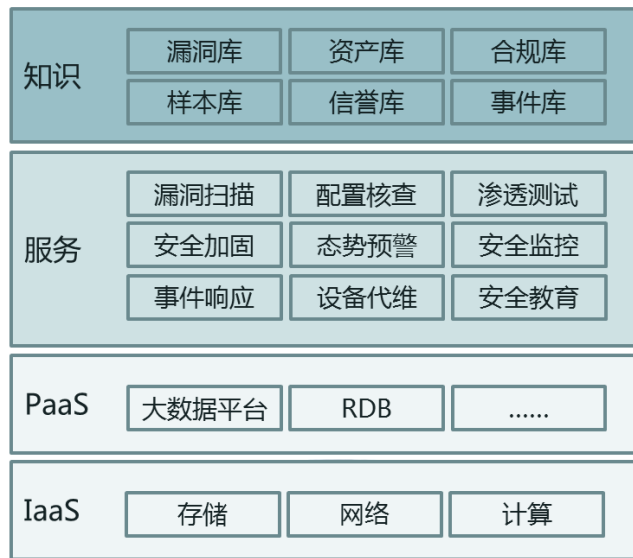 知识
漏洞库 资产库 合规库
样本库 信誉库 事件库
服务
漏洞扫描 配置核查 渗透测试
安全加固 态势预警 安全监控
事件响应 设备代维 安全教育
PaaS
大数据平台 RDB ......
IaaS
存储 网络 计算